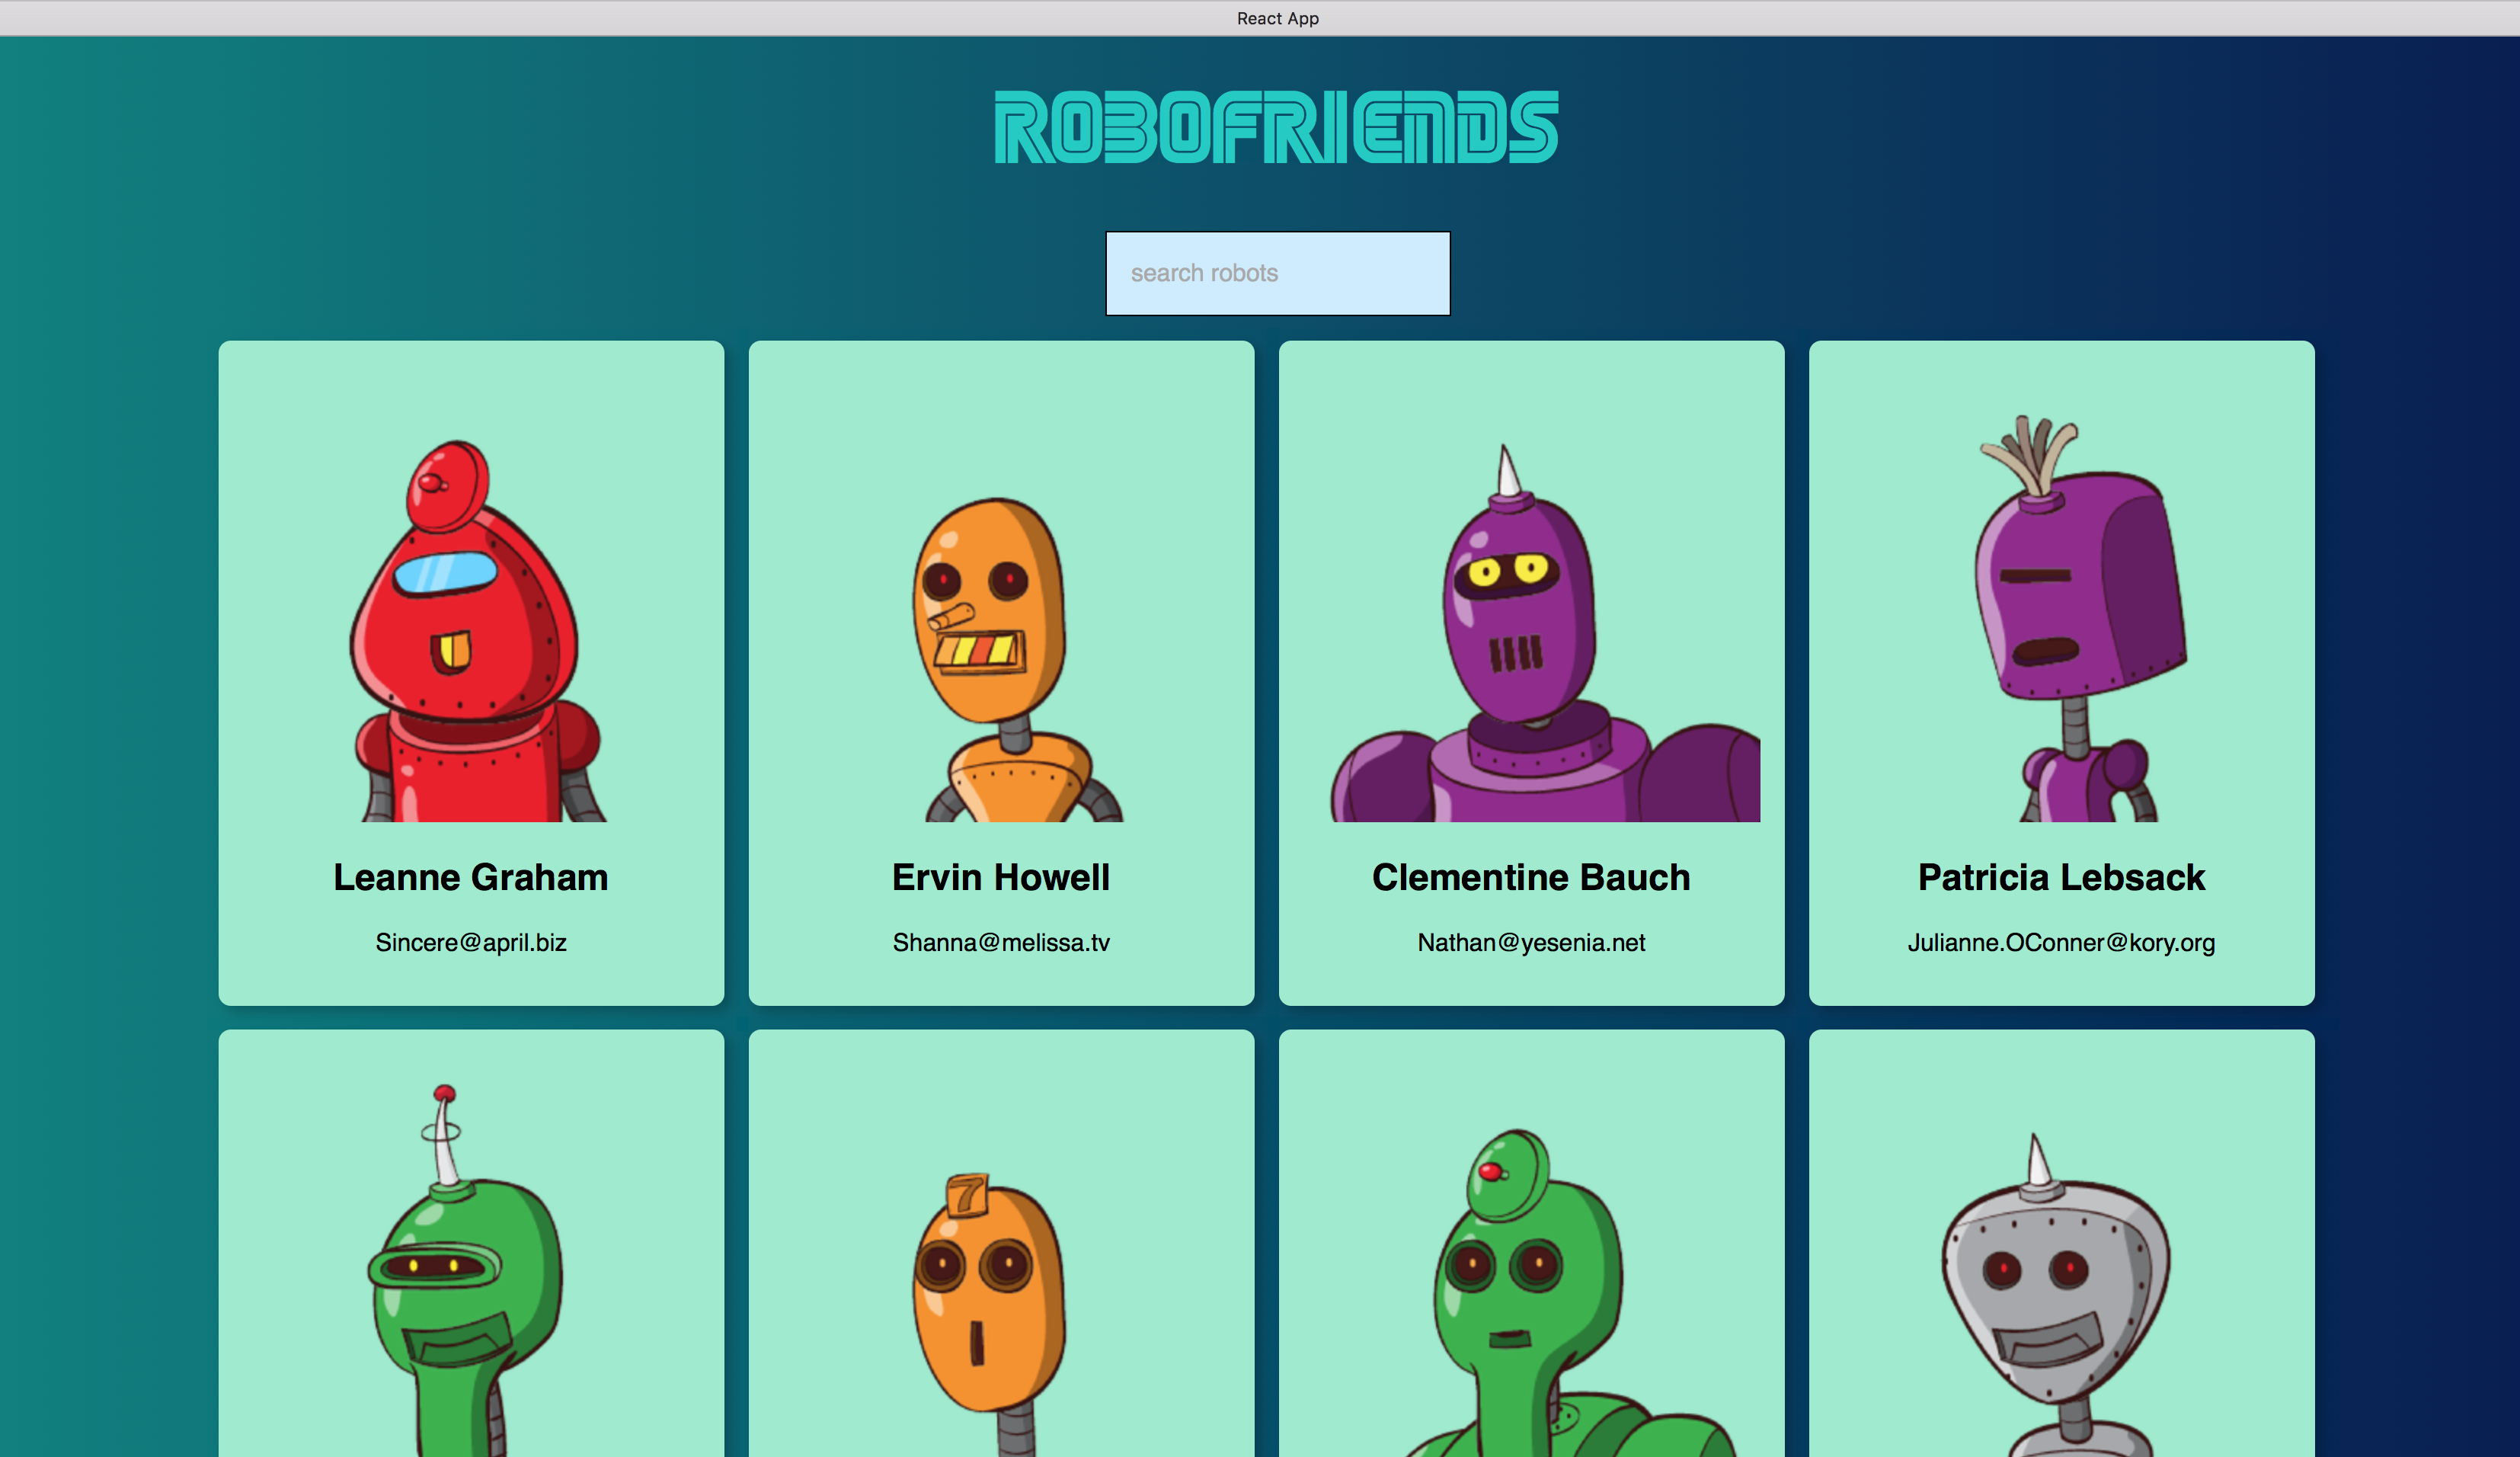 React App
ROBOFRIENDS
search robots
Leanne Graham
Ervin Howell
Clementine Bauch
Patricia Lebsack
Sincere@april.biz
Shanna@melissa.tv
Nathan@yesenia.net
Julianne.OConner@kory.org
7